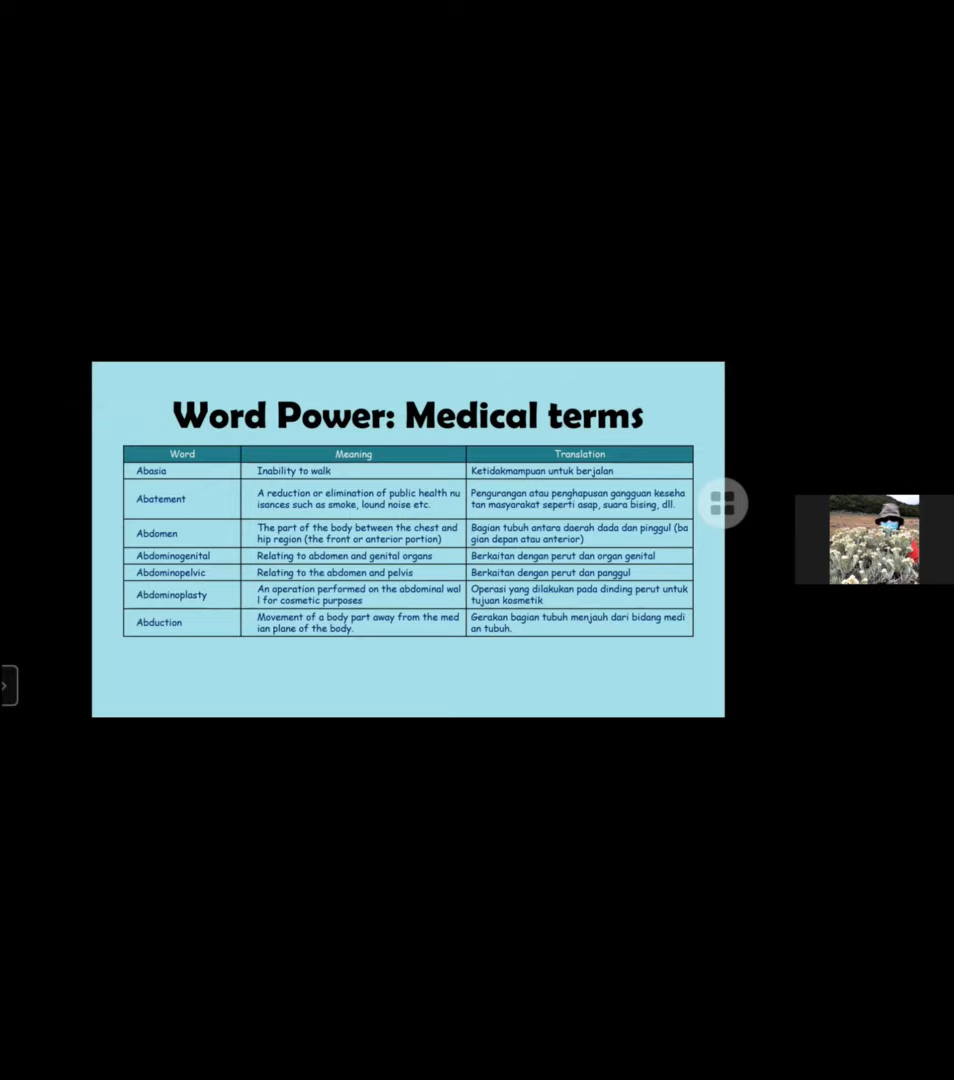 Word Power: Medical terms
Word Meaning Translation
Abasia Inability to walk Ketidakmampuan untuk berjalan
Abatement
A reduction or elimination of public health nu
isances such as smoke, lound noise etc.
Pengurangan atau penghapusan gangguan keseha
tan masyarakat seperti asap, suara bising, dll.
Abdomen
The part of the body between the chest and
hip region (the front or anterior portion)
Bagian tubuh antara daerah dada dan pinggul (ba
gian depan atau anterior)
Abdominogenital Relating to abdomen and genital organs Berkaitan dengan perut dan organ genital
Abdominopelvic Relating to the abdomen and pelvis Berkaitan dengan perut dan panggul
Abdominoplasty
An operation performed on the abdominal wal
l for cosmetic purposes
Operasi yang dilakukan pada dinding perut untuk
tujuan kosmetik
Abduction
Movement of a body part away from the med
ian plane of the body.
Gerakan bagian tubuh menjauh dari bidang medi
an tubuh.